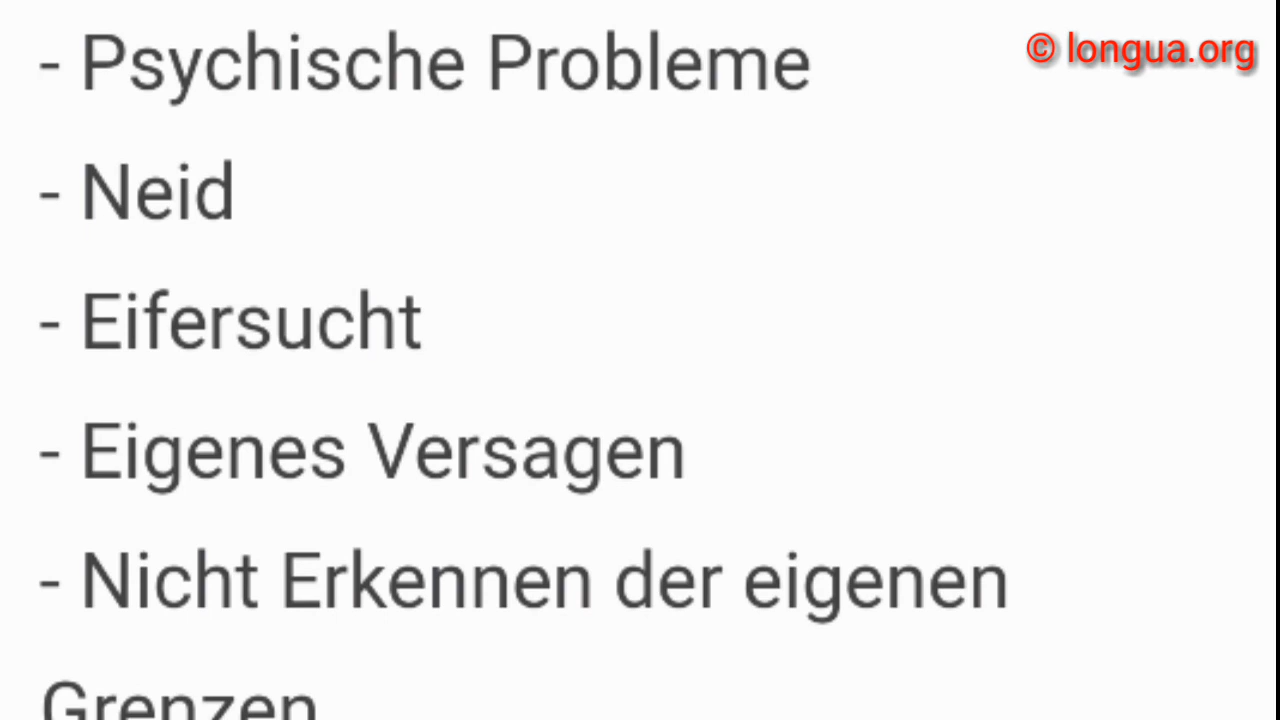 - Psychische Probleme
© longua.org
- Neid
- Eifersucht
- Eigenes Versagen
- Nicht Erkennen der eigenen
Grenzen